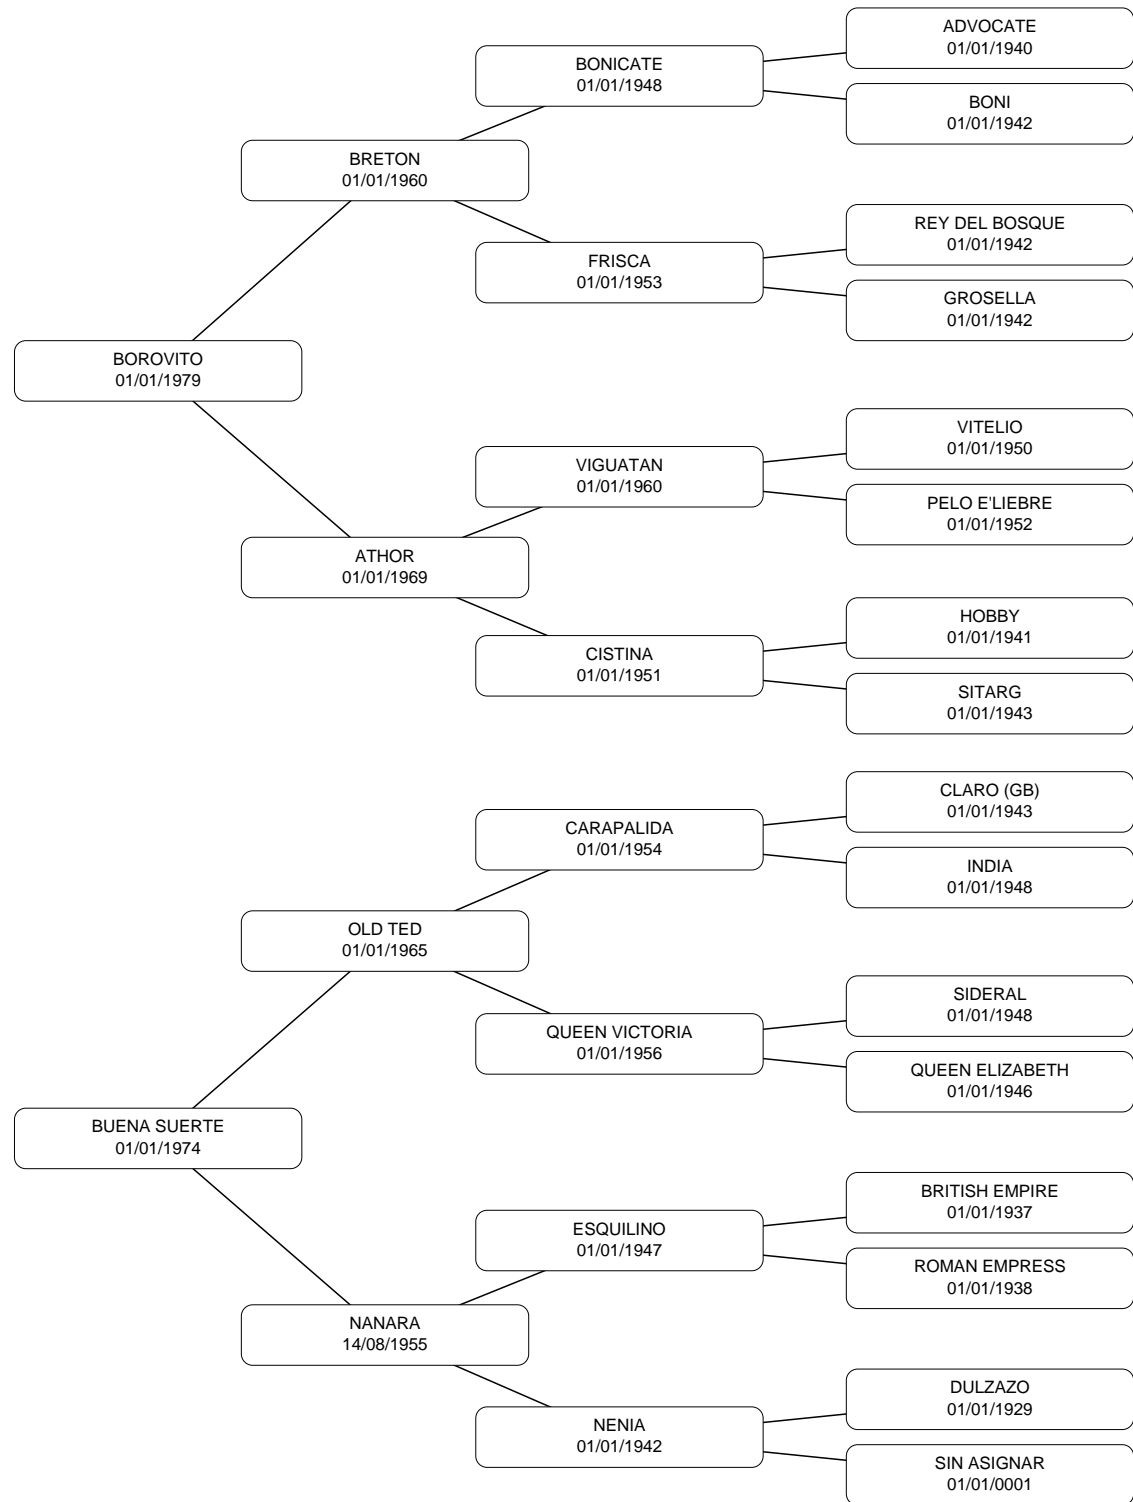 ADVOCATE
01/01/1940
BONICATE
01/01/1948
BONI
01/01/1942
BRETON
01/01/1960
REY DEL BOSQUE
01/01/1942
FRISCA
01/01/1953
GROSELLA
01/01/1942
BOROVITO
01/01/1979
VITELIO
01/01/1950
VIGUATAN
01/01/1960
PELO E'LIEBRE
01/01/1952
ATHOR
01/01/1969
HOBBY
01/01/1941
CISTINA
01/01/1951
SITARG
01/01/1943
CLARO (GB)
01/01/1943
CARAPALIDA
01/01/1954
INDIA
01/01/1948
OLD TED
01/01/1965
SIDERAL
01/01/1948
QUEEN VICTORIA
01/01/1956
QUEEN ELIZABETH
01/01/1946
BUENA SUERTE
01/01/1974
BRITISH EMPIRE
01/01/1937
ESQUILINO
01/01/1947
ROMAN EMPRESS
01/01/1938
NANARA
14/08/1955
DULZAZO
01/01/1929
NENIA
01/01/1942
SIN ASIGNAR
01/01/0001